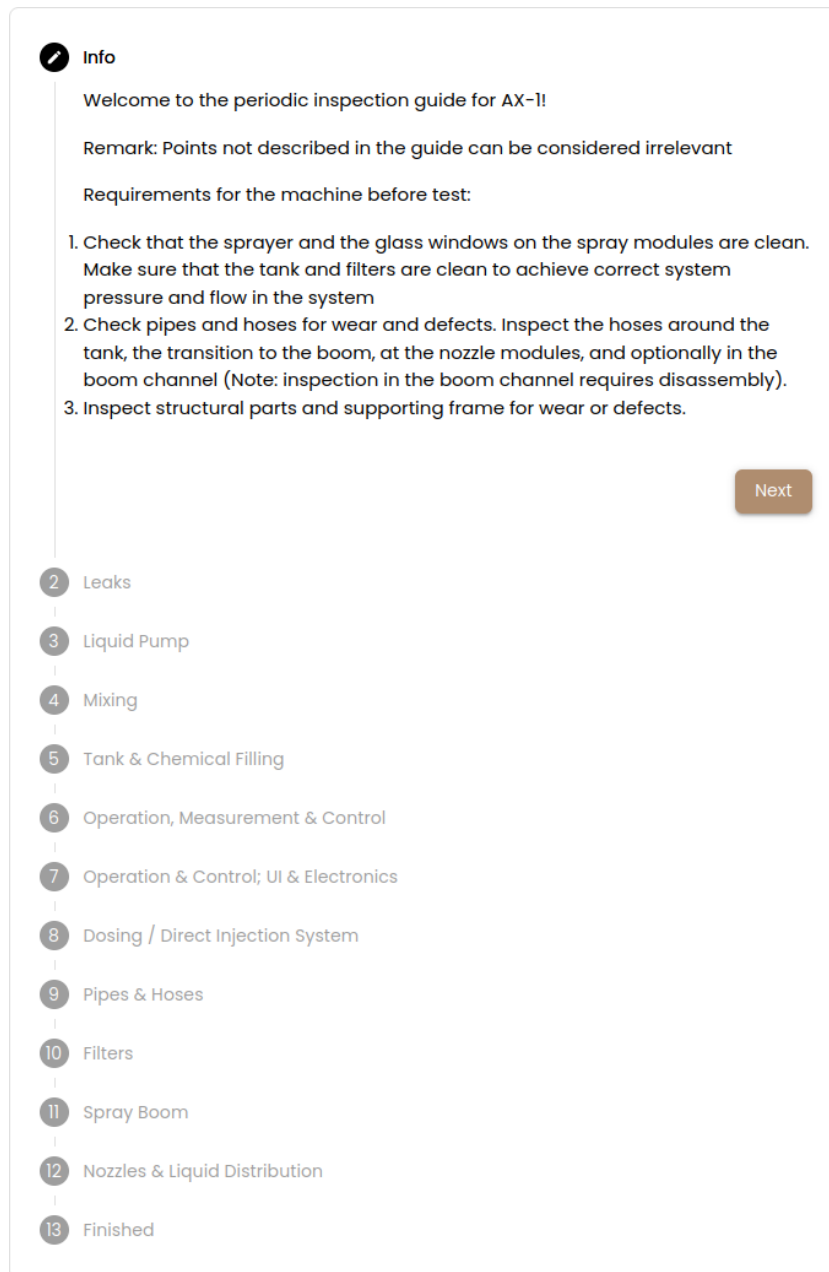 Info
Welcome to the periodic inspection guide for AX-1!
Remark: Points not described in the guide can be considered irrelevant
Requirements for the machine before test:
1. Check that the sprayer and the glass windows on the spray modules are clean.
Make sure that the tank and filters are clean to achieve correct system
pressure and flow in the system
2. Check pipes and hoses for wear and defects. Inspect the hoses around the
tank, the transition to the boom, at the nozzle modules, and optionally in the
boom channel (Note: inspection in the boom channel requires disassembly).
3. Inspect structural parts and supporting frame for wear or defects.
Next
2 Leaks
3 Liquid Pump
4 Mixing
5 Tank & Chemical Filling
6 Operation, Measurement & Control
7 Operation & Control; UI & Electronics
8 Dosing / Direct Injection System
9 Pipes & Hoses
10 Filters
11 Spray Boom
12 Nozzles & Liquid Distribution
13 Finished